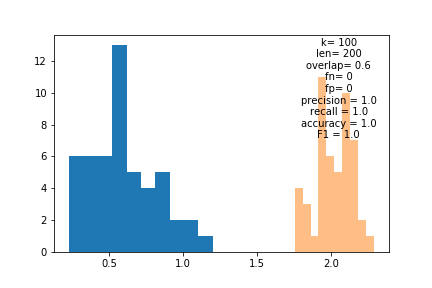 k= 100
len= 200
overlap= 0.6
fn= 0
fp= 0
precision = 1.0
recall = 1.0
accuracy = 1.0
F1 = 1.0
12
10
8
6
4
2
0
0.5 1.0 1.5 2.0